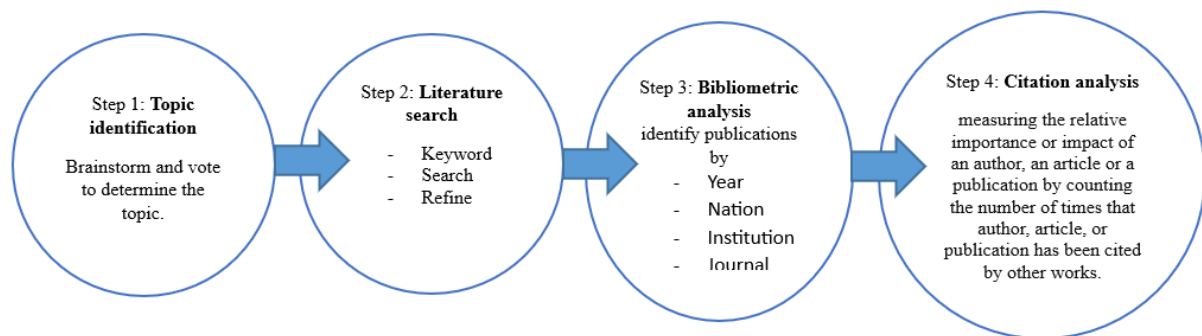 Step 1: Topic
identification
Brainstorm and vote
to determine the
topic.
Step 2: Literature
search
- Keyword
- Search
- Refine
Step 3: Bibliometric
analysis
identify publications
by
- Year
- Nation
- Institution
- Journal
Step 4: Citation analysis
measuring the relative
importance or impact of
an author, an article or a
publication by counting
the number of times that
author, article, or
publication has been cited
by other works.